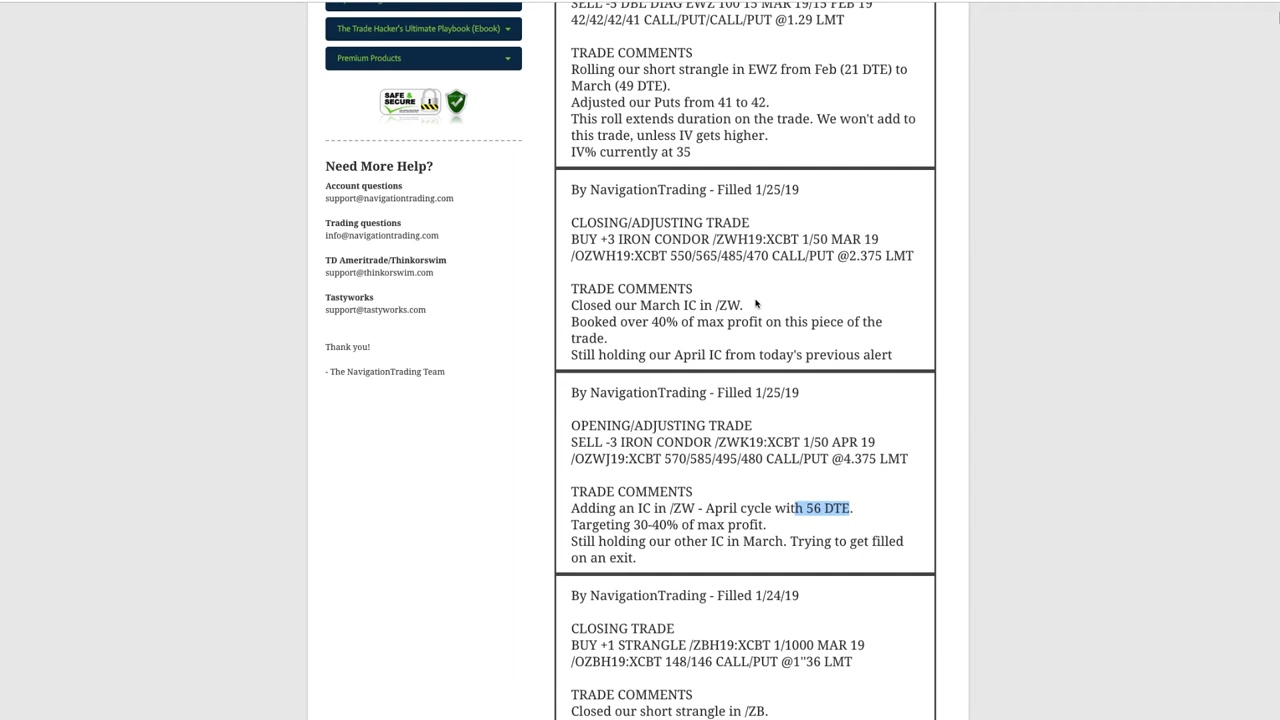 The Trade Hacker's Ultimate Playbook (Ebook)
Premium Products
SAFE &
SECURE
Need More Help?
Account questions
support@navigationtrading.com
Trading questions
info@navigationtrading.com
TD Ameritrade/Thinkorswim
support@thinkorswim.com
Tastyworks
support@tastyworks.com
Thank you!
- The NavigationTrading Team
SELL -5 DBL DIAG EWZ 100 15 MAR 19/15 FEB 19
42/42/42/41 CALL/PUT/CALL/PUT @1.29 LMT
TRADE COMMENTS
Rolling our short strangle in EWZ from Feb (21 DTE) to
March (49 DTE).
Adjusted our Puts from 41 to 42.
This roll extends duration on the trade. We won't add to
this trade, unless IV gets higher.
IV% currently at 35
By NavigationTrading - Filled 1/25/19
CLOSING/ADJUSTING TRADE
BUY +3 IRON CONDOR /ZWH19:XCBT 1/50 MAR 19
/OZWH19:XCBT 550/565/485/470 CALL/PUT @2.375 LMT
TRADE COMMENTS
Closed our March IC in /ZW.
Booked over 40% of max profit on this piece of the
trade.
Still holding our April IC from today's previous alert
By NavigationTrading - Filled 1/25/19
OPENING/ADJUSTING TRADE
SELL -3 IRON CONDOR /ZWK19:XCBT 1/50 APR 19
/OZWJ19:XCBT 570/585/495/480 CALL/PUT @4.375 LMT
TRADE COMMENTS
Adding an IC in /ZW - April cycle with 56 DTE.
Targeting 30-40% of max profit.
Still holding our other IC in March. Trying to get filled
on an exit.
By NavigationTrading - Filled 1/24/19
CLOSING TRADE
BUY +1 STRANGLE /ZBH19:XCBT 1/1000 MAR 19
/OZBH19:XCBT 148/146 CALL/PUT @1"36 LMT
TRADE COMMENTS
Closed our short strangle in /ZB.